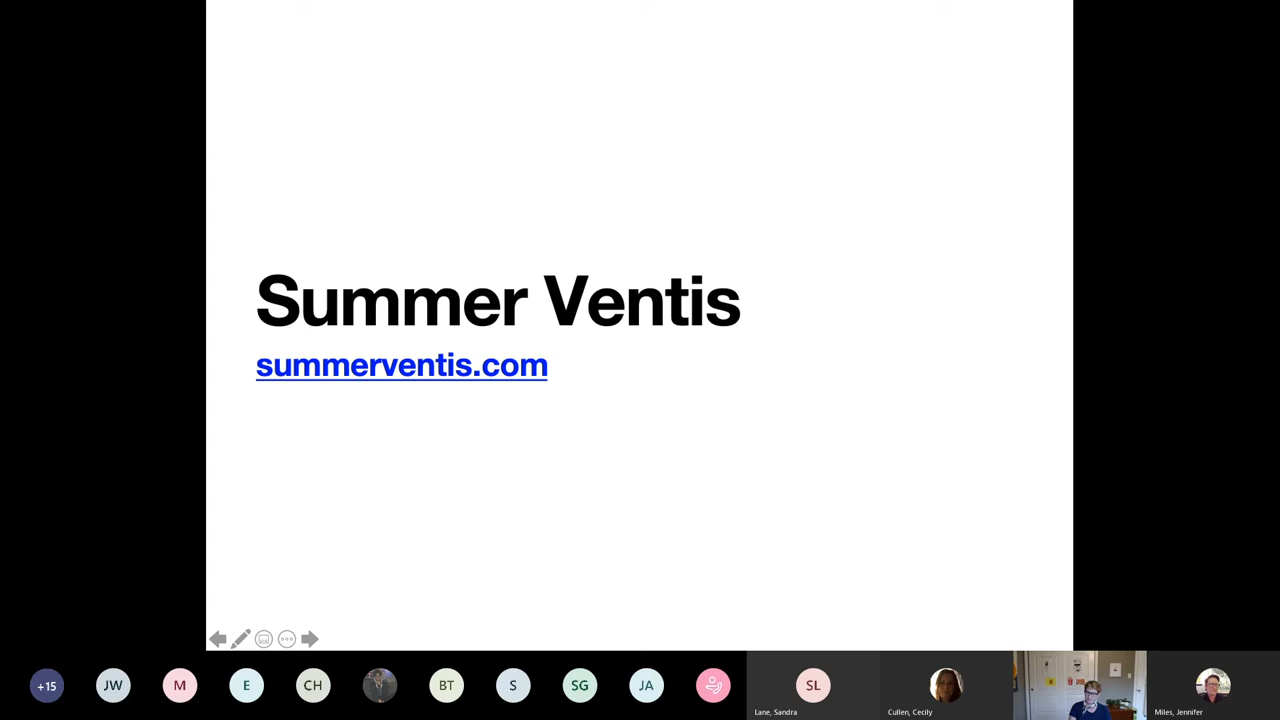 Summer Ventis
summerventis.com
+15
JW
M
E
CH
BT
S
SG
JA
SL
Lane, Sandra
Cullen, Cecily
Miles, Jennifer